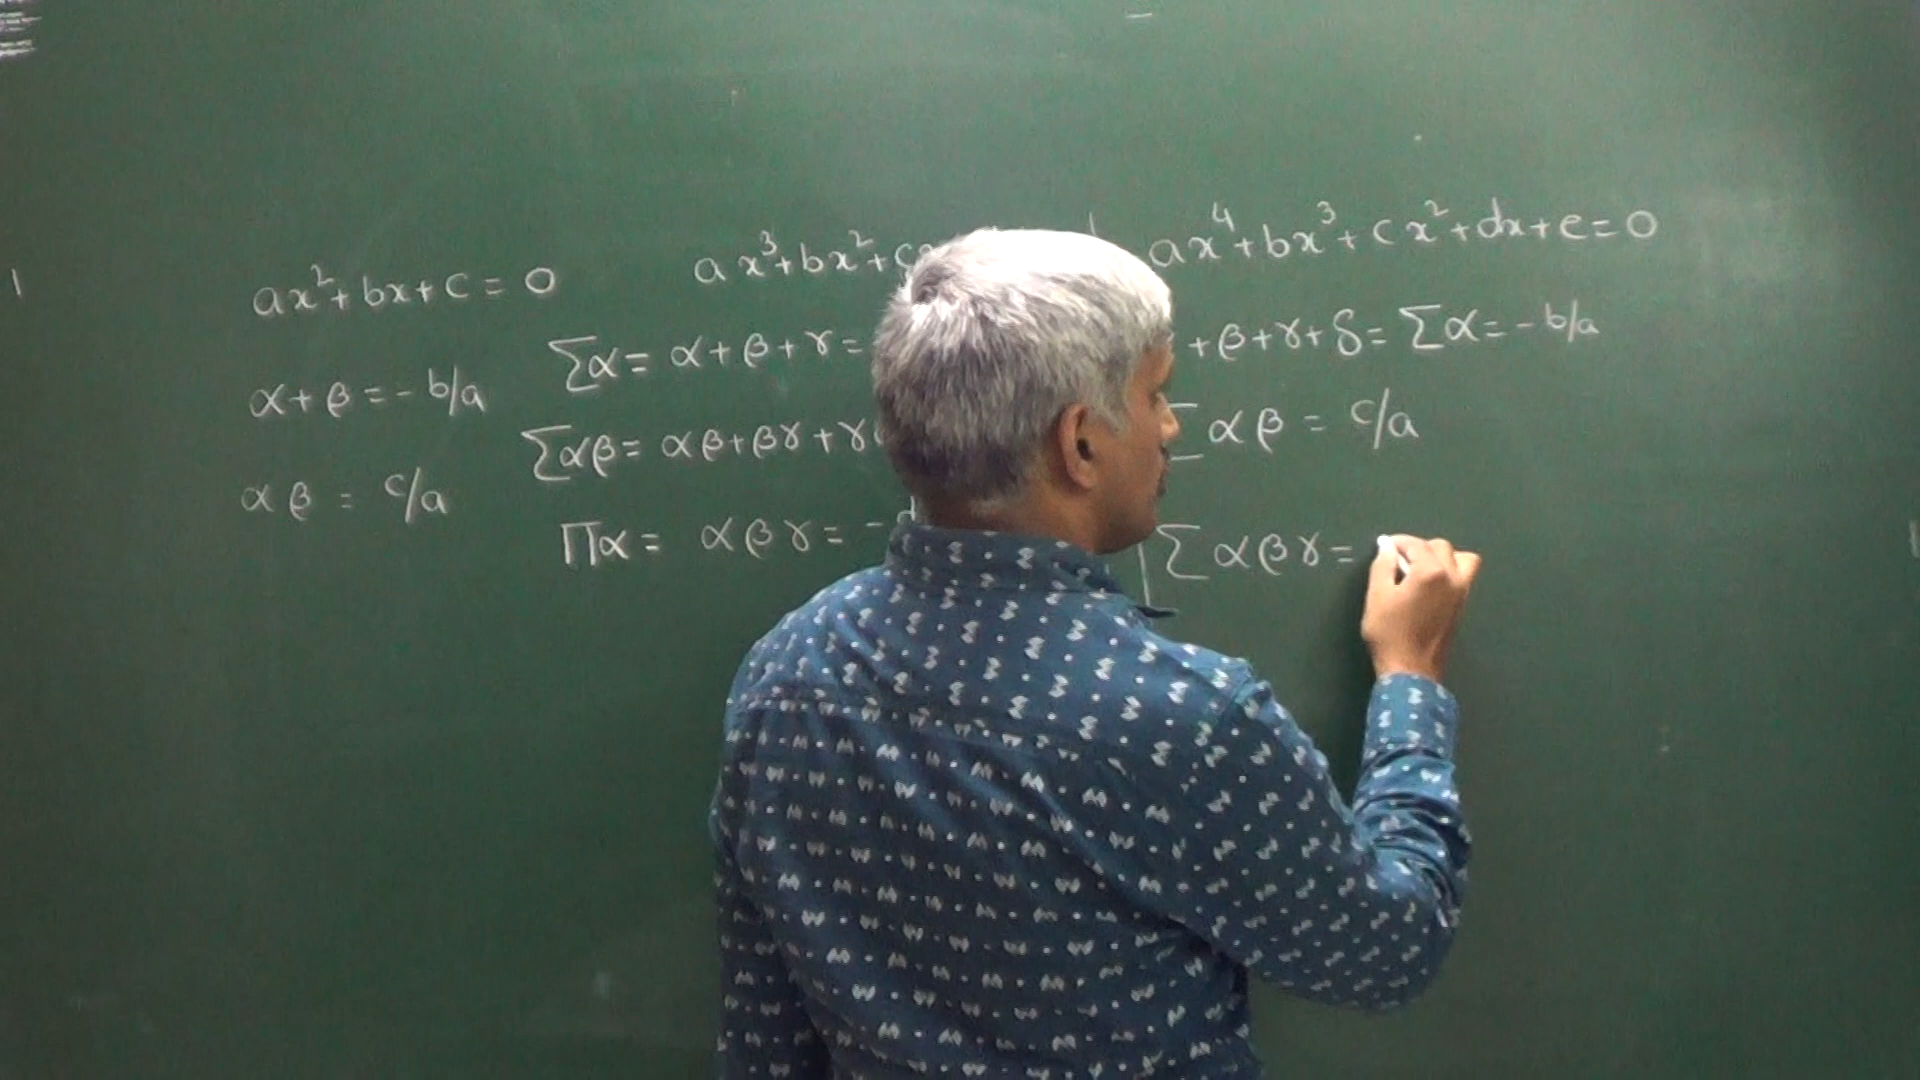 ax²+bx+c=0
α+β=-b/a
αβ=c/a
ax³+bx²+c
Σα=α+β+γ=
Σαβ=αβ+βγ+γ
Πα=αβγ=-
ax⁴+bx³+cx²+dx+e=0
+β+γ+δ=Σα=-b/a
Σαβ=c/a
Σαβγ=